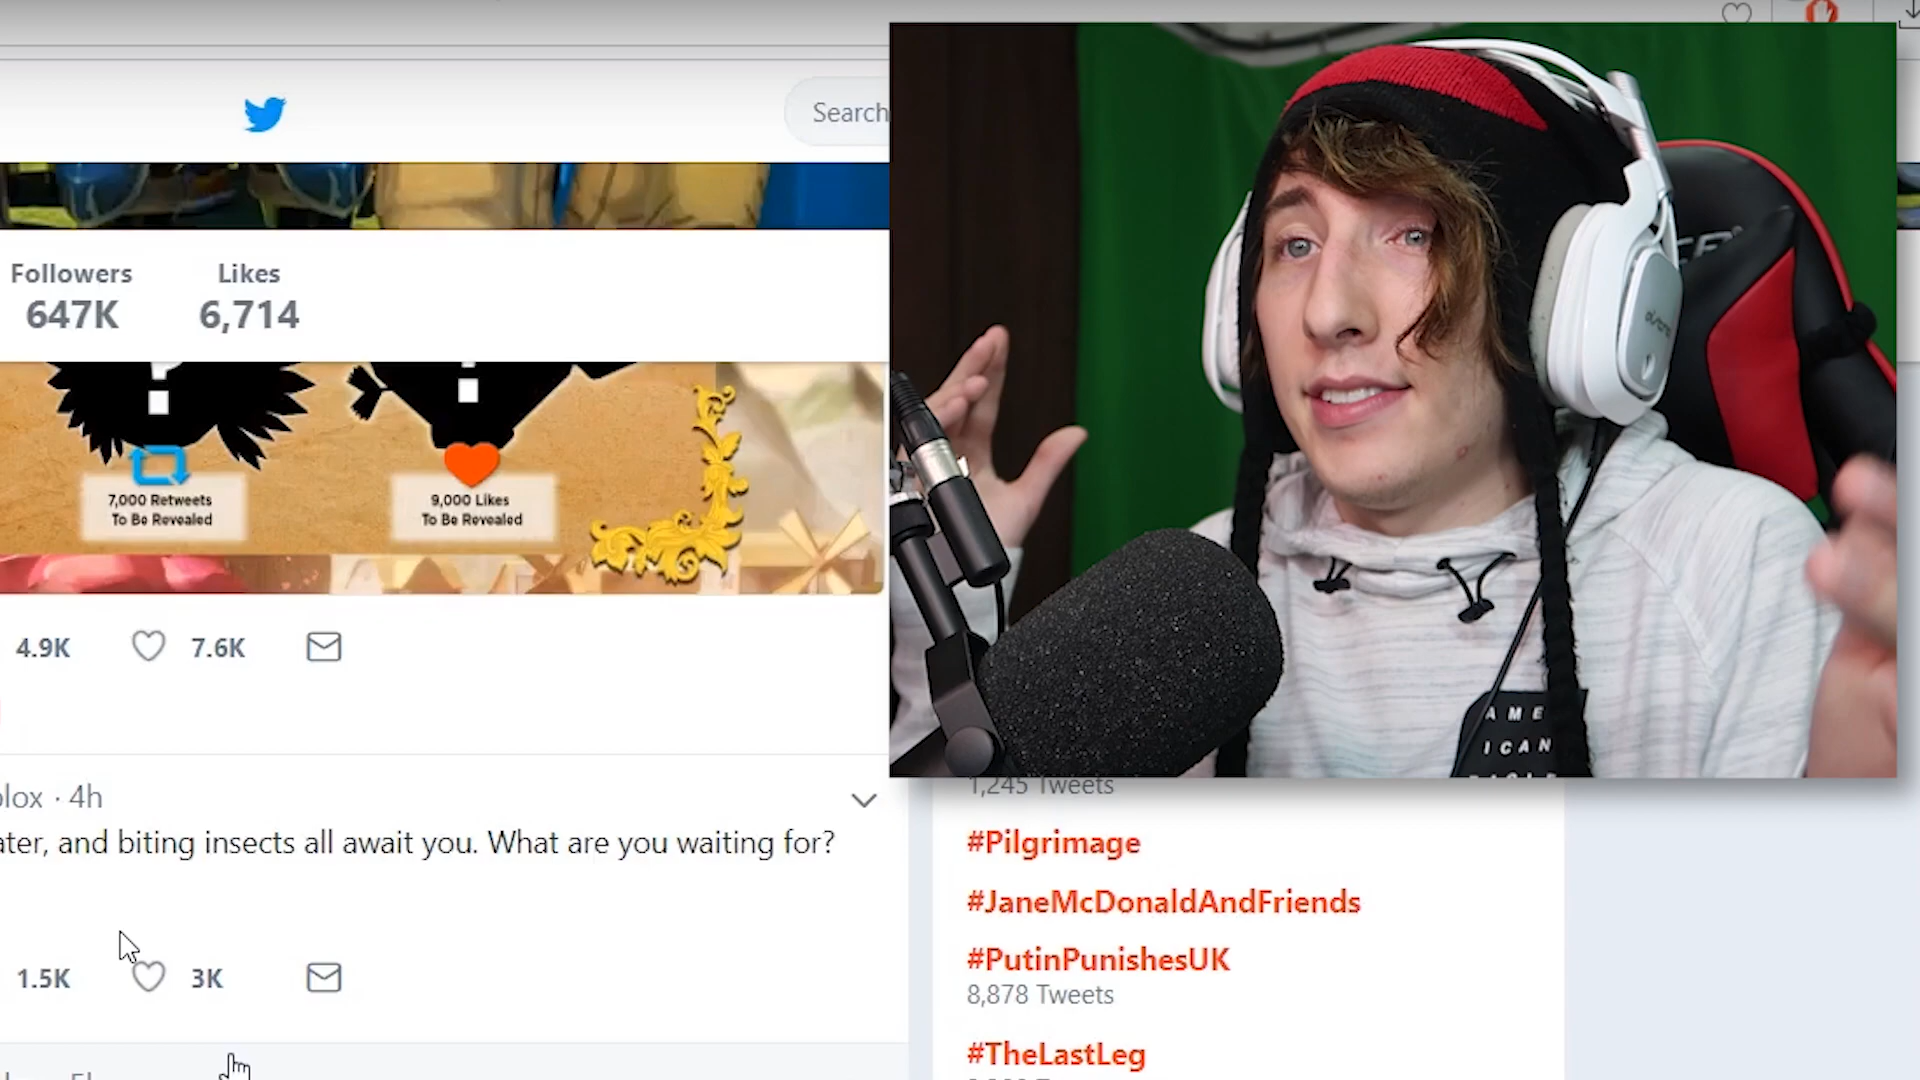 Search
Followers
Likes
647K
6,714
7,000 Retweets
To Be Revealed
9,000 Likes
To Be Revealed
4.9K
7.6K
lox · 4h
ater, and biting insects all await you. What are you waiting for?
1.5K
3K
AME
ICAN
1,245 Tweets
#Pilgrimage
#JaneMcDonaldAndFriends
#PutinPunishesUK
8,878 Tweets
#TheLastLeg